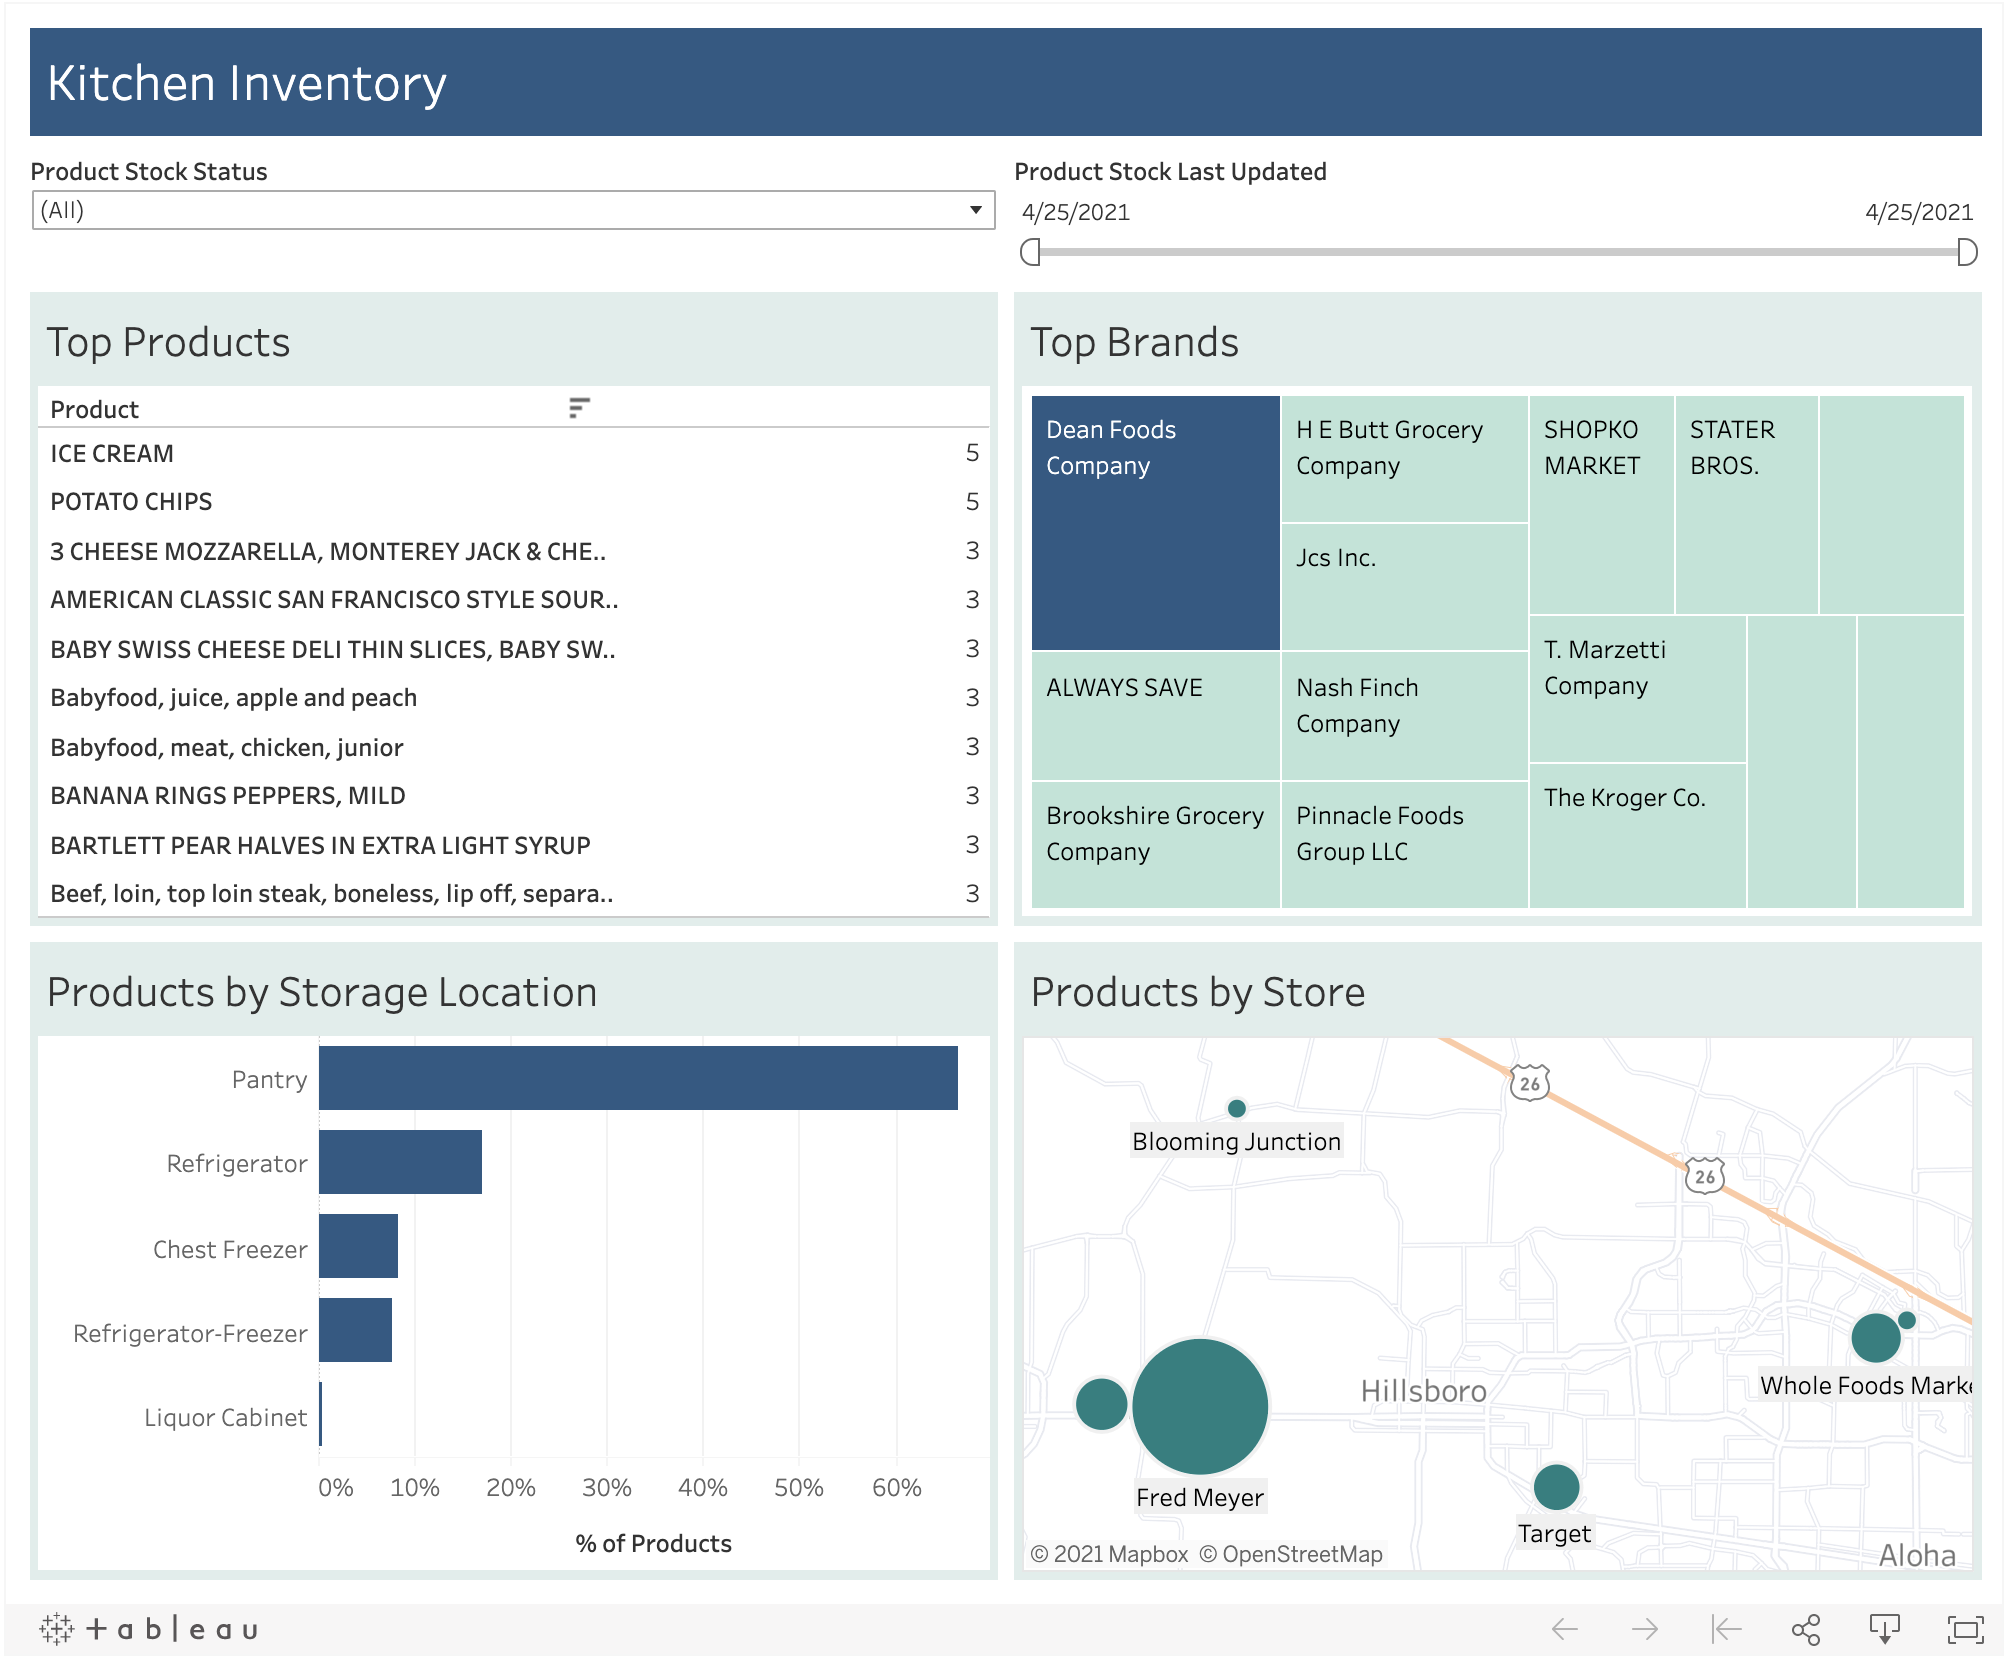 Kitchen Inventory
Product Stock Status
(All)
Product Stock Last Updated
4/25/2021 4/25/2021
Top Products
Product
ICE CREAM 5
POTATO CHIPS 5
3 CHEESE MOZZARELLA, MONTEREY JACK & CHE.. 3
AMERICAN CLASSIC SAN FRANCISCO STYLE SOUR.. 3
BABY SWISS CHEESE DELI THIN SLICES, BABY SW.. 3
Babyfood, juice, apple and peach 3
Babyfood, meat, chicken, junior 3
BANANA RINGS PEPPERS, MILD 3
BARTLETT PEAR HALVES IN EXTRA LIGHT SYRUP 3
Beef, loin, top loin steak, boneless, lip off, separa.. 3
Top Brands
Dean Foods
Company
ALWAYS SAVE
Brookshire Grocery
Company
H E Butt Grocery
Company
Jcs Inc.
Nash Finch
Company
Pinnacle Foods
Group LLC
SHOPKO
MARKET
STATER
BROS.
T. Marzetti
Company
The Kroger Co.
Products by Storage Location
Pantry
Refrigerator
Chest Freezer
Refrigerator-Freezer
Liquor Cabinet
0% 10% 20% 30% 40% 50% 60%
% of Products
Products by Store
26
26
Blooming Junction
Whole Foods Marke
Hillsboro
Fred Meyer
Target
Aloha
© 2021 Mapbox © OpenStreetMap
+ableau